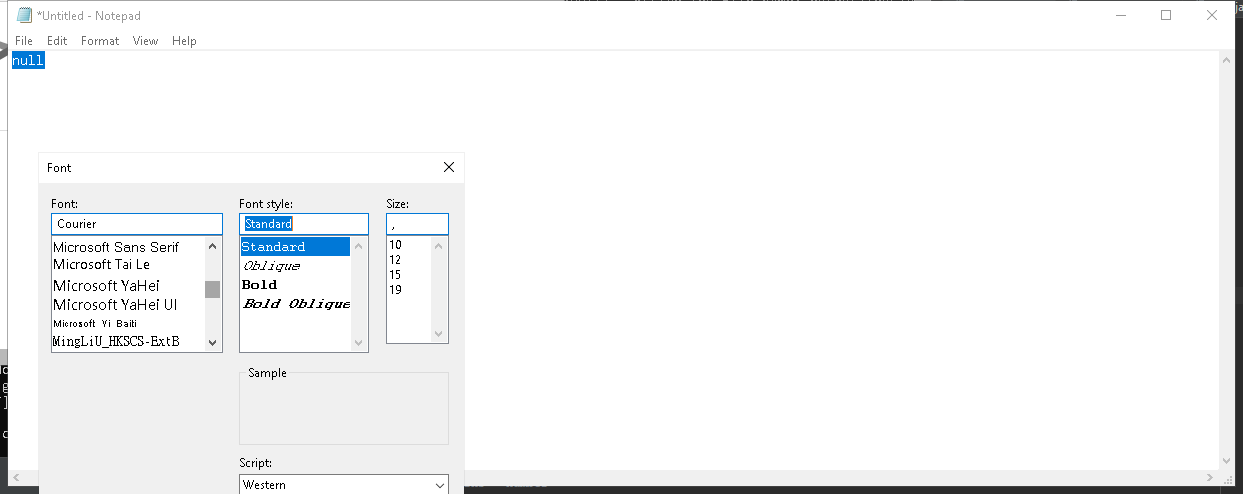 *Untitled - Notepad
File Edit Format View Help
null
Font
Font: Font style: Size:
Courier Standard ,
Microsoft Sans Serif Standard 10
Microsoft Tai Le Oblique 12
Microsoft YaHei Bold 15
Microsoft YaHei UI Bold Oblique 19
Microsoft Yi Baiti
MingLiU_HKSCS-ExtB
Sample
Script:
Western